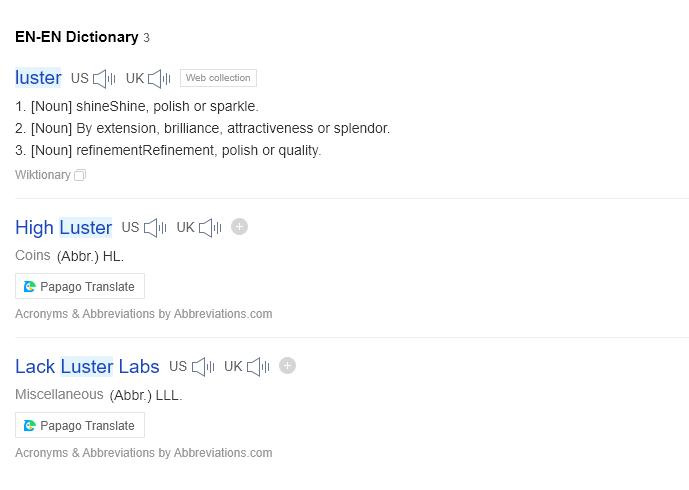 EN-EN Dictionary 3
luster US UK Web collection
1. [Noun] shineShine, polish or sparkle.
2. [Noun] By extension, brilliance, attractiveness or splendor.
3. [Noun] refinementRefinement, polish or quality.
Wiktionary
High Luster US UK
Coins (Abbr.) HL.
Papago Translate
Acronyms & Abbreviations by Abbreviations.com
Lack Luster Labs US UK
Miscellaneous (Abbr.) LLL.
Papago Translate
Acronyms & Abbreviations by Abbreviations.com